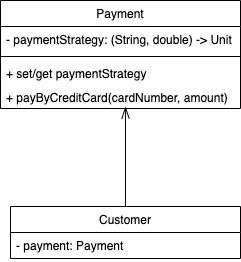 Payment
- paymentStrategy: (String, double) -> Unit
+ set/get paymentStrategy
+ payByCreditCard(cardNumber, amount)
Customer
- payment: Payment